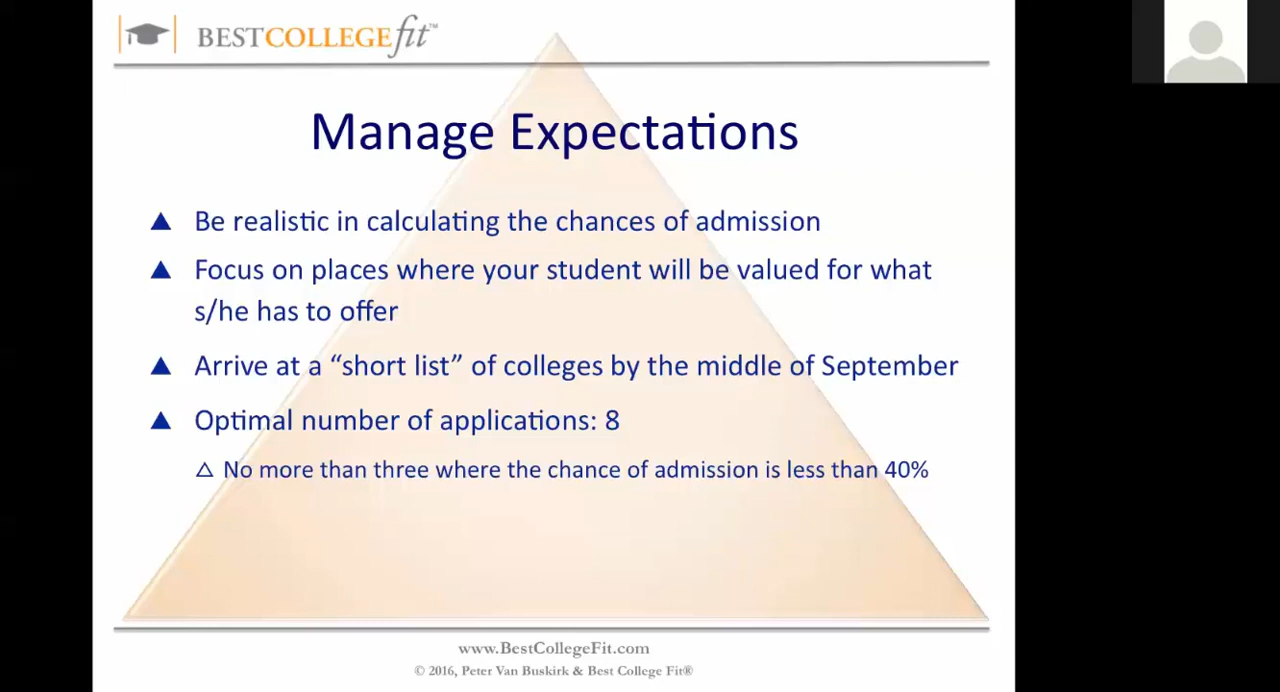 BESTCOLLEGEfit™
Manage Expectations
▲ Be realistic in calculating the chances of admission
▲ Focus on places where your student will be valued for what
s/he has to offer
▲ Arrive at a “short list” of colleges by the middle of September
▲ Optimal number of applications: 8
△ No more than three where the chance of admission is less than 40%
www.BestCollegeFit.com
© 2016, Peter Van Buskirk & Best College Fit®